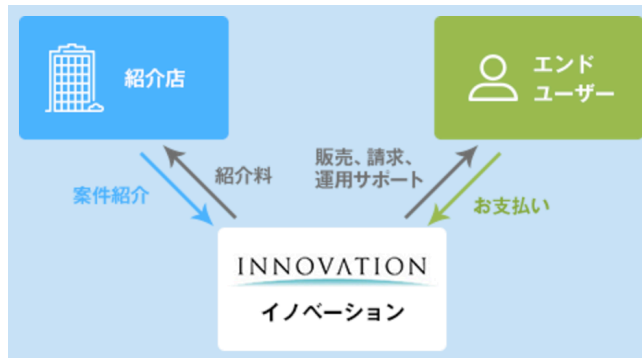 紹介店
エンド
ユーザー
案件紹介
紹介料
販売、請求、
運用サポート
お支払い
INNOVATION
イノベーション